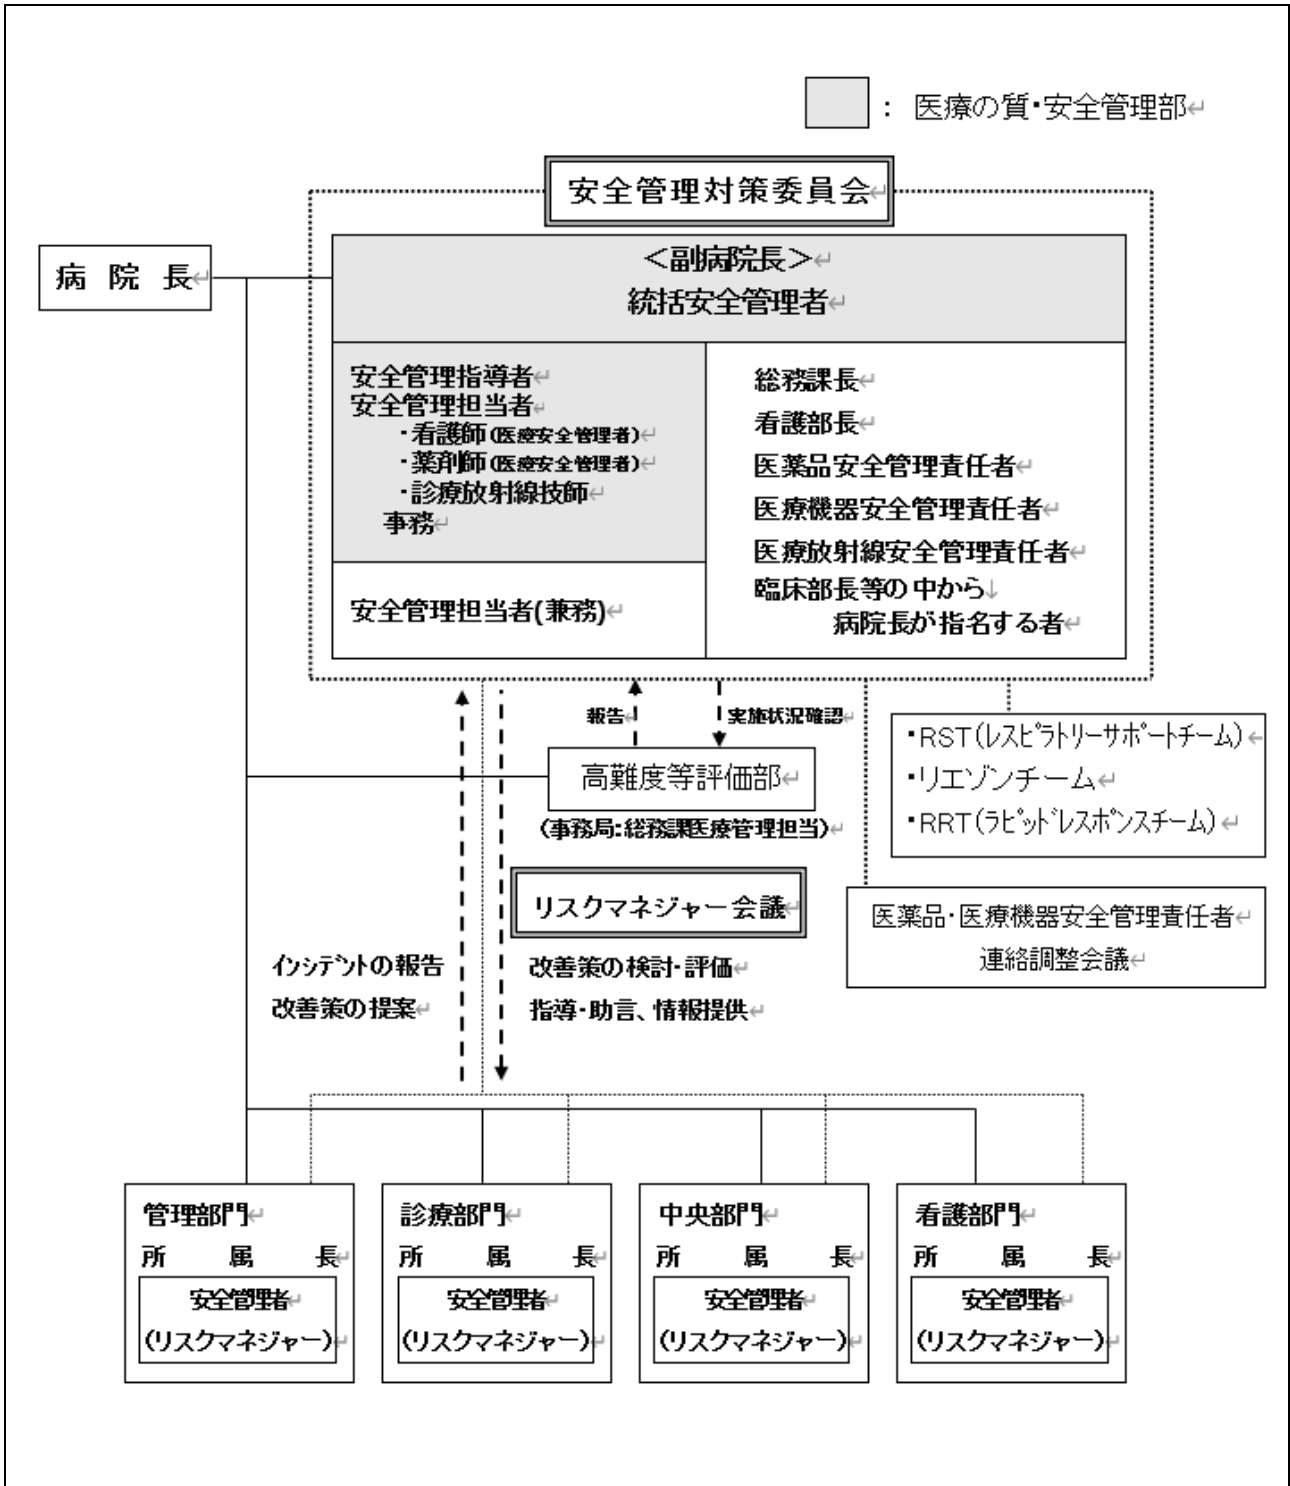 ：医療の質・安全管理部
安全管理対策委員会
病院長
＜副病院長＞
統括安全管理者
安全管理指導者
安全管理担当者
・看護師(医療安全管理者)
・薬剤師(医療安全管理者)
・診療放射線技師
事務
安全管理担当者(兼務)
総務課長
看護部長
医薬品安全管理責任者
医療機器安全管理責任者
医療放射線安全管理責任者
臨床部長等の中から
病院長が指名する者
報告
実施状況確認
高難度等評価部
(事務局:総務課医療管理担当)
・RST(レスピラトリーサポートチーム)
・リエゾンチーム
・RRT(ラピッドレスポンスチーム)
リスクマネジャー会議
医薬品・医療機器安全管理責任者
連絡調整会議
インシデントの報告
改善策の提案
改善策の検討・評価
指導・助言、情報提供
管理部門
所属長
安全管理者
(リスクマネジャー)
診療部門
所属長
安全管理者
(リスクマネジャー)
中央部門
所属長
安全管理者
(リスクマネジャー)
看護部門
所属長
安全管理者
(リスクマネジャー)